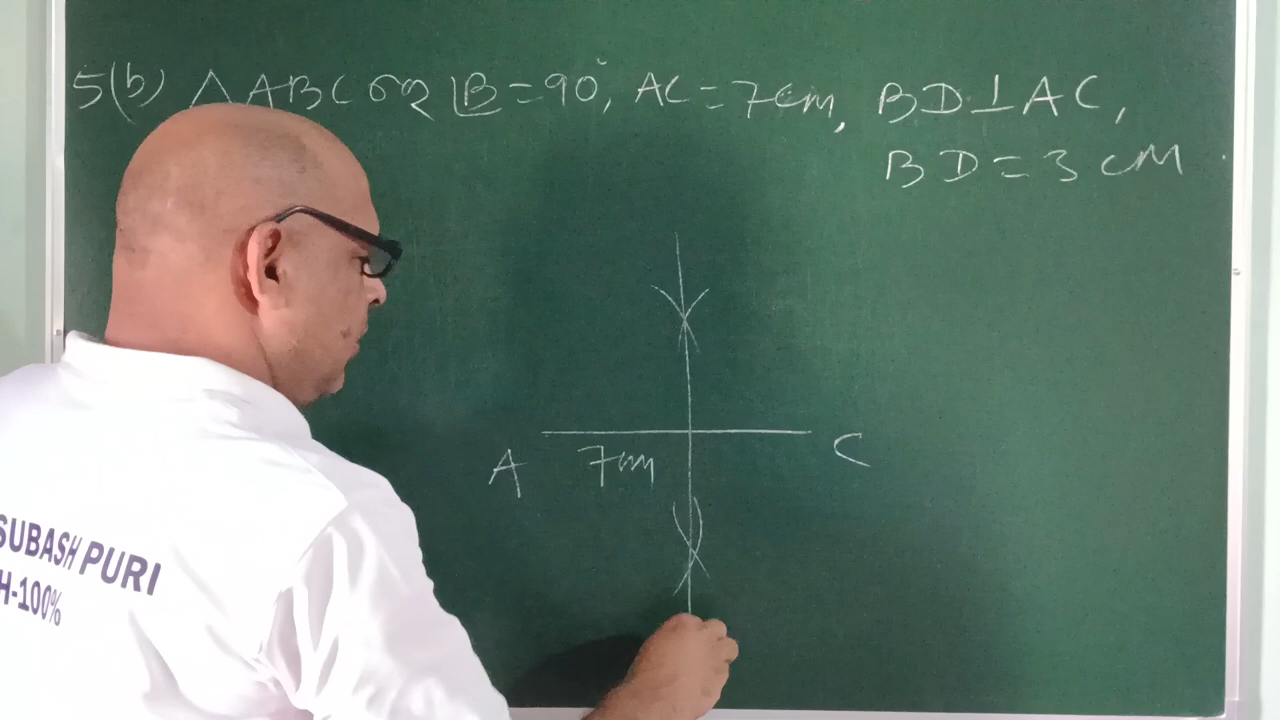 5(b) △ABC ରେ ∠B = 90°, AC = 7cm, BD⊥AC,
BD = 3 cm.
A 7cm C
SUBASH PURI
H-100%